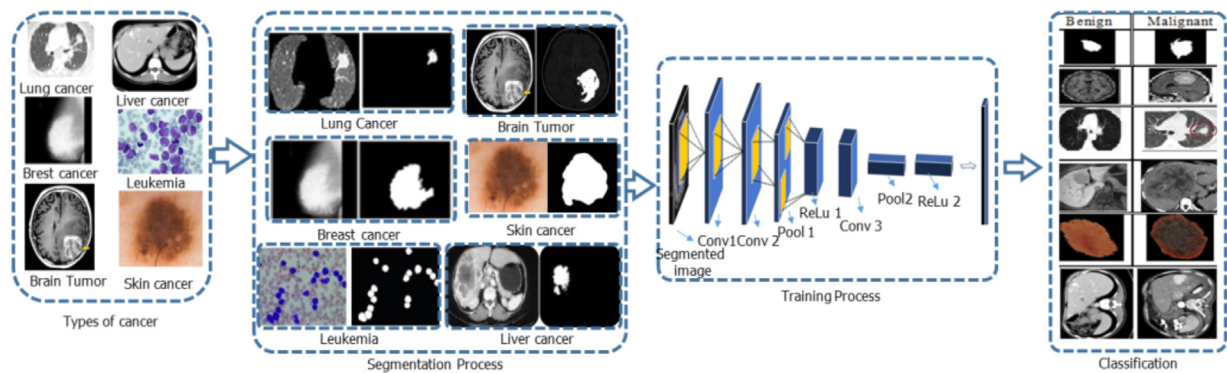 Lung cancer
Liver cancer
Brest cancer
Leukemia
Brain Tumor
Skin cancer
Types of cancer
Lung Cancer
Brain Tumor
Breast cancer
Skin cancer
Leukemia
Liver cancer
Segmentation Process
Segmented
image
Conv1
Conv 2
Pool 1
ReLu 1
Conv 3
Pool2
ReLU 2
Training Process
Benign
Malignant
Classification